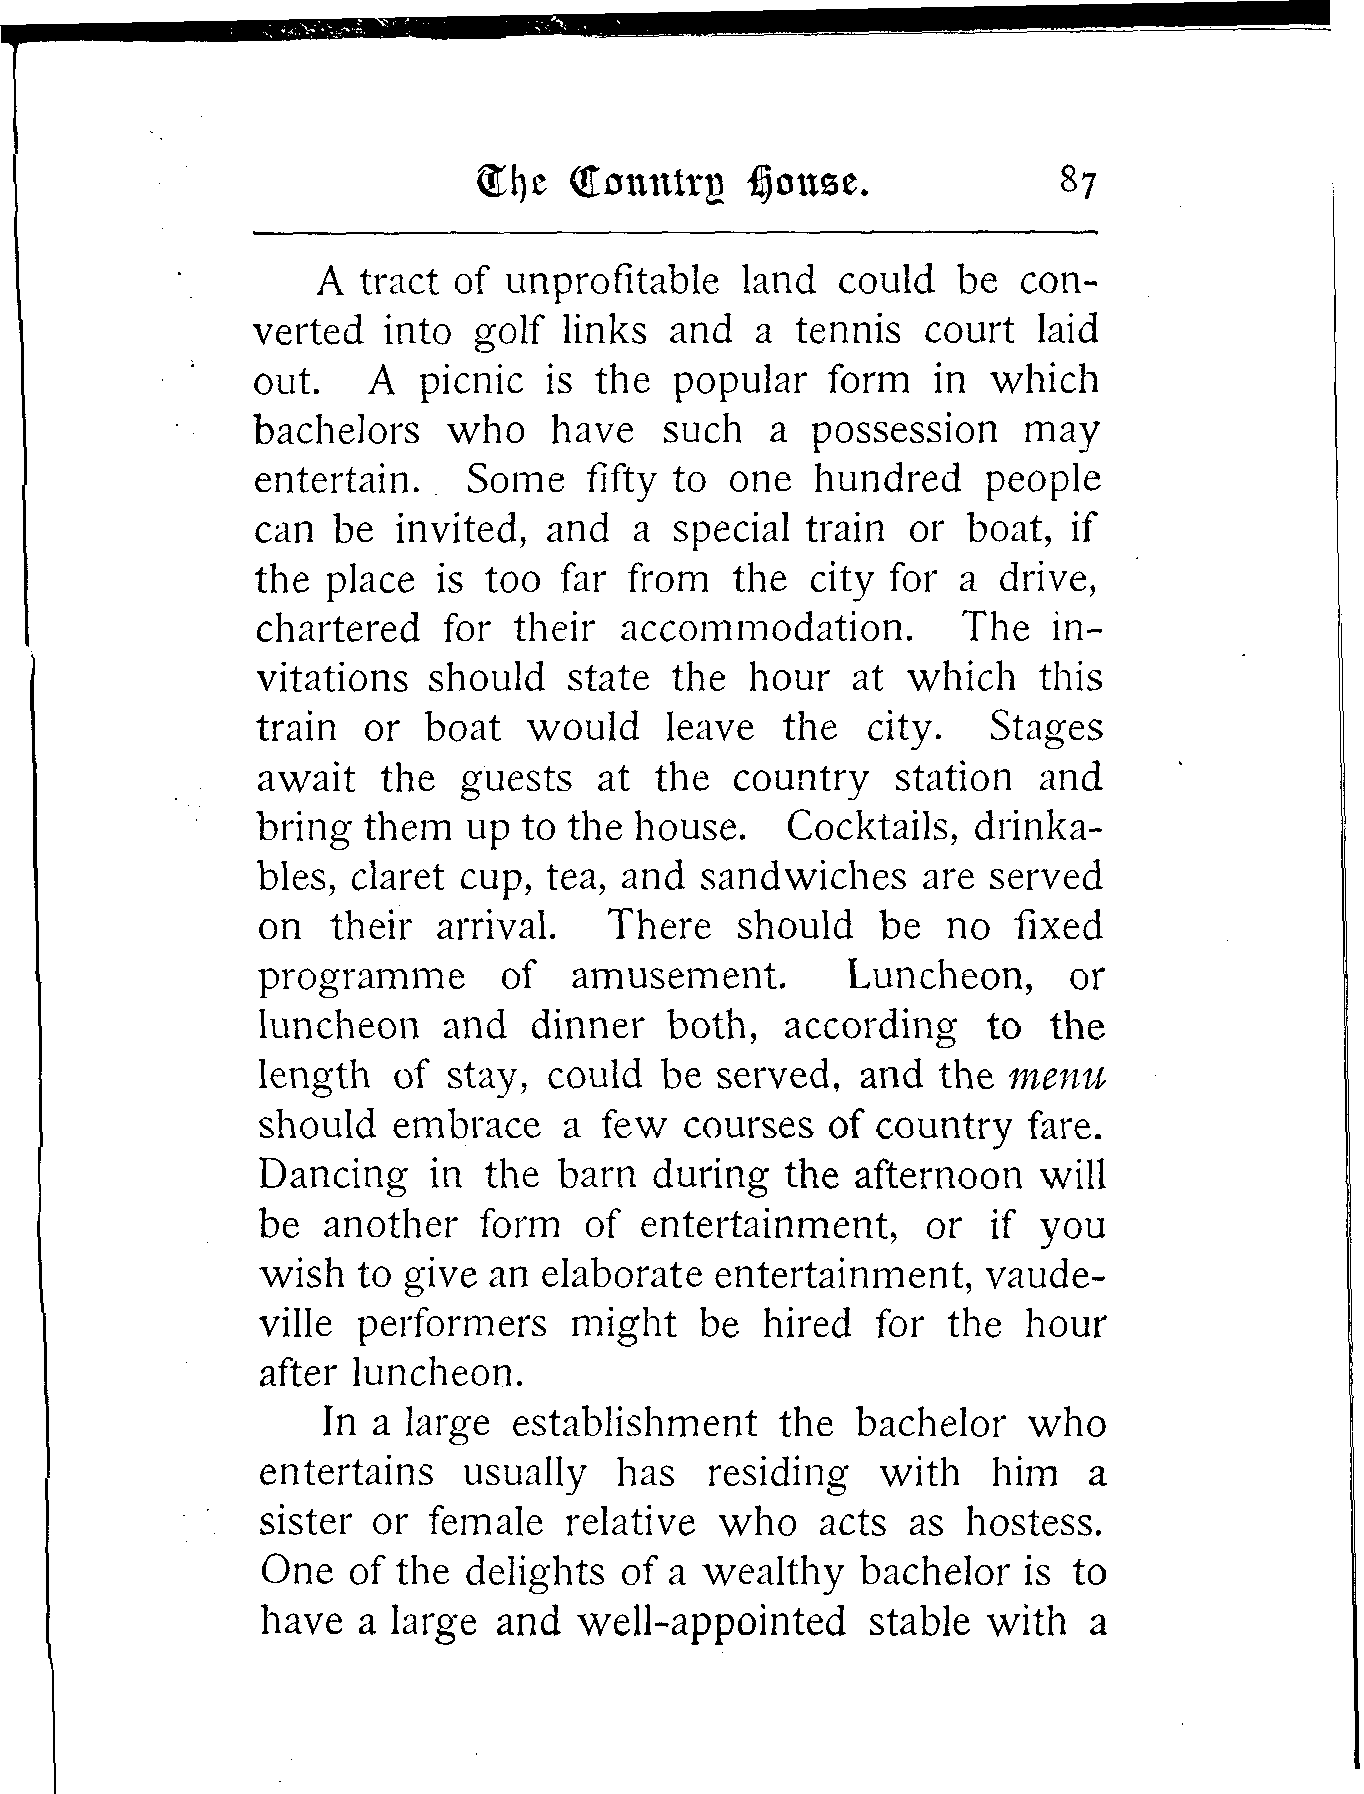 The Country House. 87
A tract of unprofitable land could be con-
verted into golf links and a tennis court laid
out. A picnic is the popular form in which
bachelors who have such a possession may
entertain. Some fifty to one hundred people
can be invited, and a special train or boat, if
the place is too far from the city for a drive,
chartered for their accommodation. The in-
vitations should state the hour at which this
train or boat would leave the city. Stages
await the guests at the country station and
bring them up to the house. Cocktails, drinka-
bles, claret cup, tea, and sandwiches are served
on their arrival. There should be no fixed
programme of amusement. Luncheon, or
luncheon and dinner both, according to the
length of stay, could be served, and the menu
should embrace a few courses of country fare.
Dancing in the barn during the afternoon will
be another form of entertainment, or if you
wish to give an elaborate entertainment, vaude-
ville performers might be hired for the hour
after luncheon.
In a large establishment the bachelor who
entertains usually has residing with him a
sister or female relative who acts as hostess.
One of the delights of a wealthy bachelor is to
have a large and well-appointed stable with a